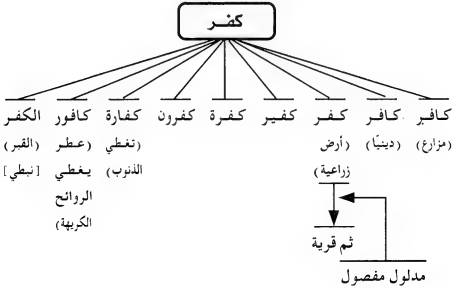 كفر
كافر كافر كفر كفير كفرة كفرون كفارة كافور الكفر
(مزارع) (دينيًا) (أرض (تغطي (عطر (القبر)
زراعية) الذنوب) يغطي [نبطي]
الروائح
الكريهة)
ثم قرية
مدلول مفصول